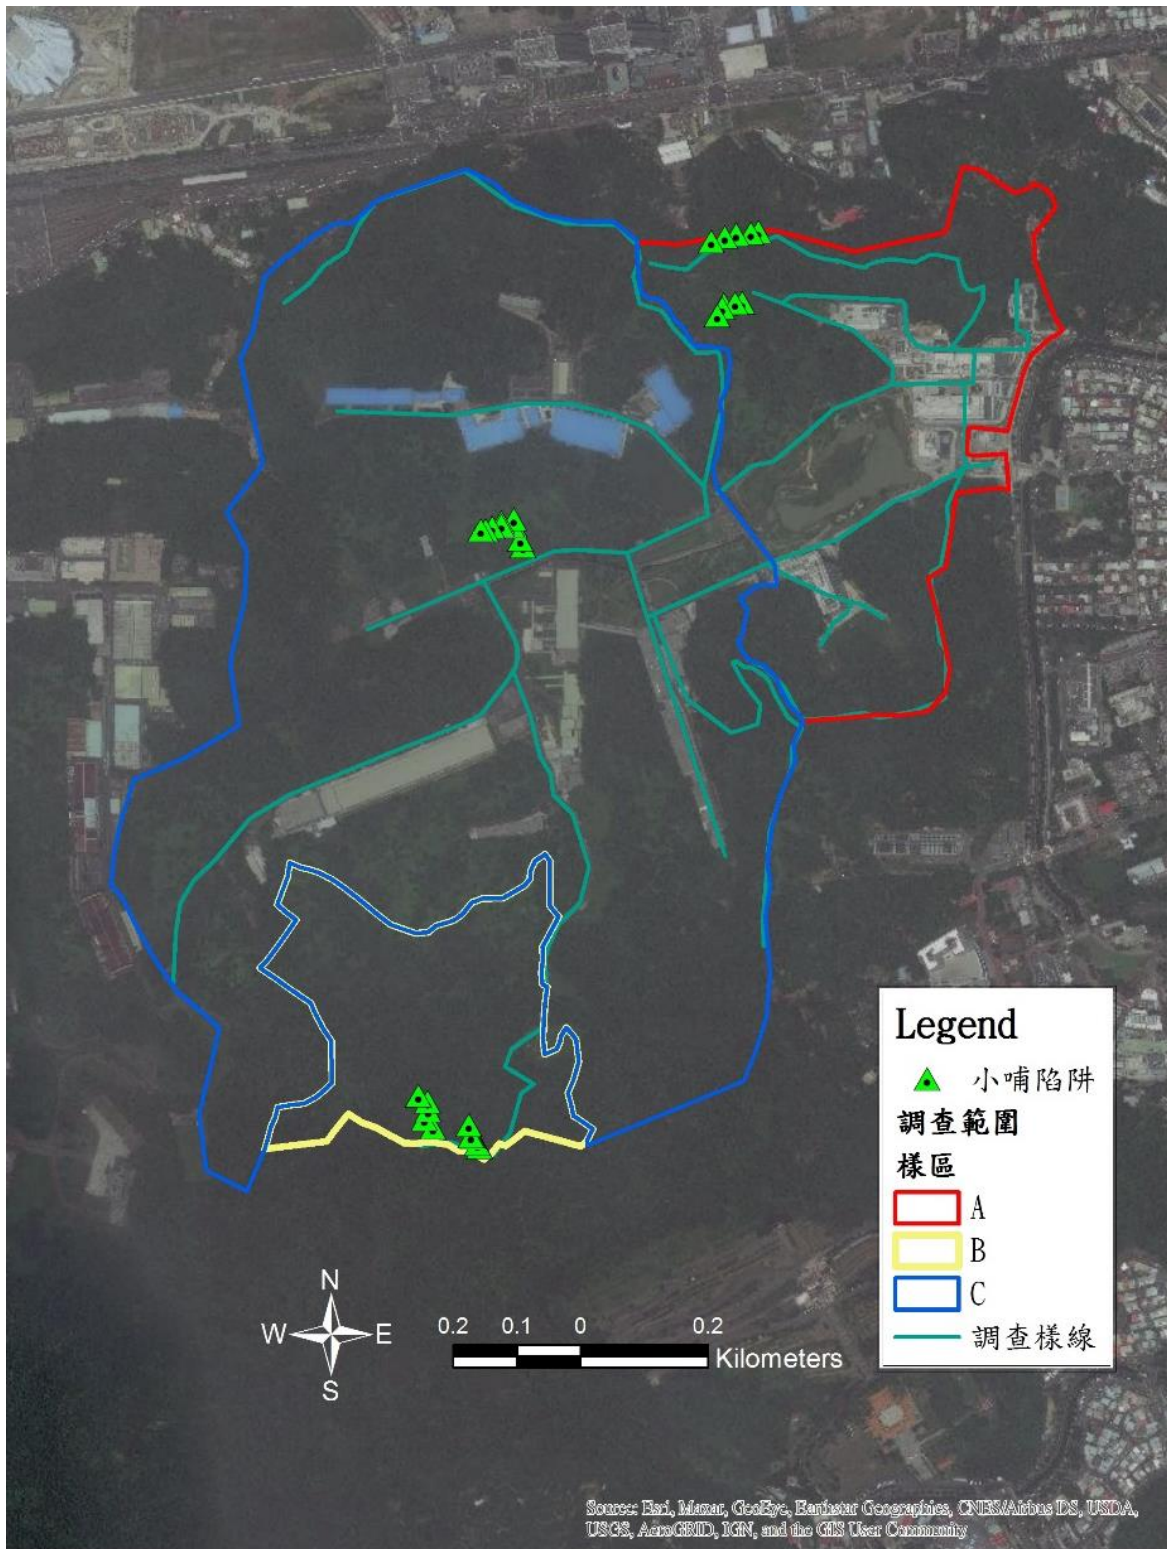 Legend
小哺陷阱
調查範圍
樣區
A
B
C
調查樣線
N
W E
S
0.2 0.1 0 0.2
Kilometers
Source: Esri, Maxar, GeoEye, Earthstar Geographics, CNES/Airbus DS, USDA,
USGS, AeroGRID, IGN, and the GIS User Community